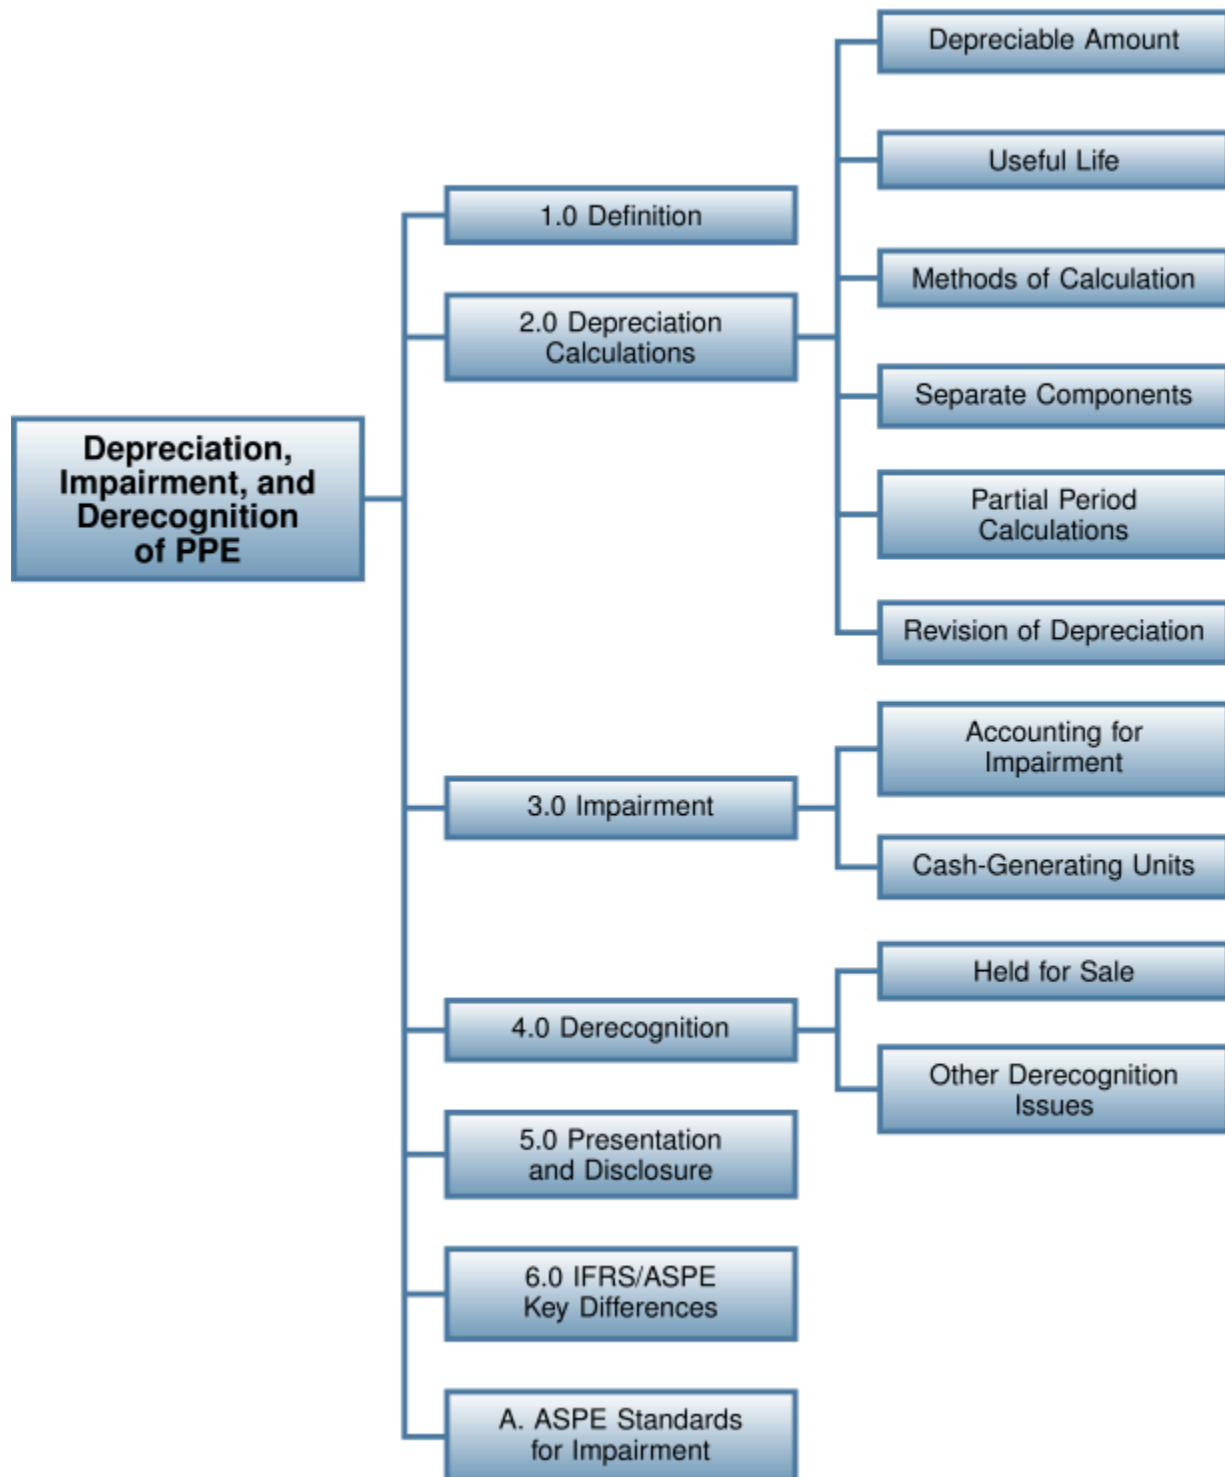 Depreciation,
Impairment, and
Derecognition
of PPE
1.0 Definition
2.0 Depreciation
Calculations
Depreciable Amount
Useful Life
Methods of Calculation
Separate Components
Partial Period
Calculations
Revision of Depreciation
3.0 Impairment
Accounting for
Impairment
Cash-Generating Units
4.0 Derecognition
Held for Sale
Other Derecognition
Issues
5.0 Presentation
and Disclosure
6.0 IFRS/ASPE
Key Differences
A. ASPE Standards
for Impairment